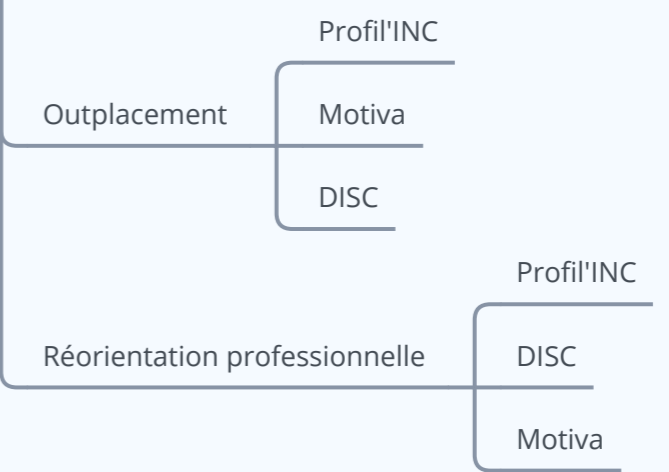 Profil'INC
Outplacement
Motiva
DISC
Profil'INC
Réorientation professionnelle
DISC
Motiva